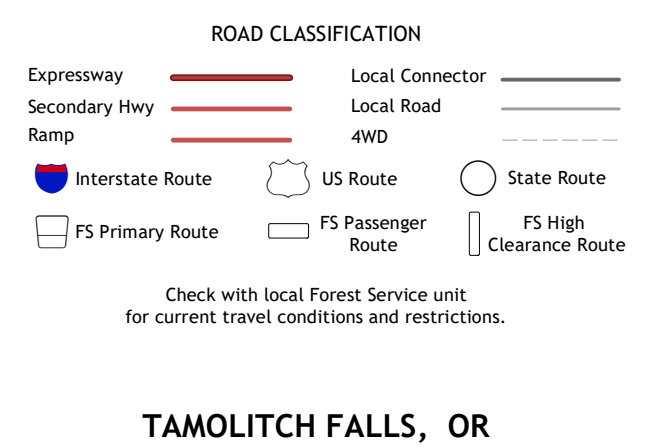 ROAD CLASSIFICATION
Expressway
Local Connector
Secondary Hwy
Local Road
Ramp
4WD
Interstate Route
US Route
State Route
FS Primary Route
FS Passenger
Route
FS High
Clearance Route
Check with local Forest Service unit
for current travel conditions and restrictions.
TAMOLITCH FALLS, OR